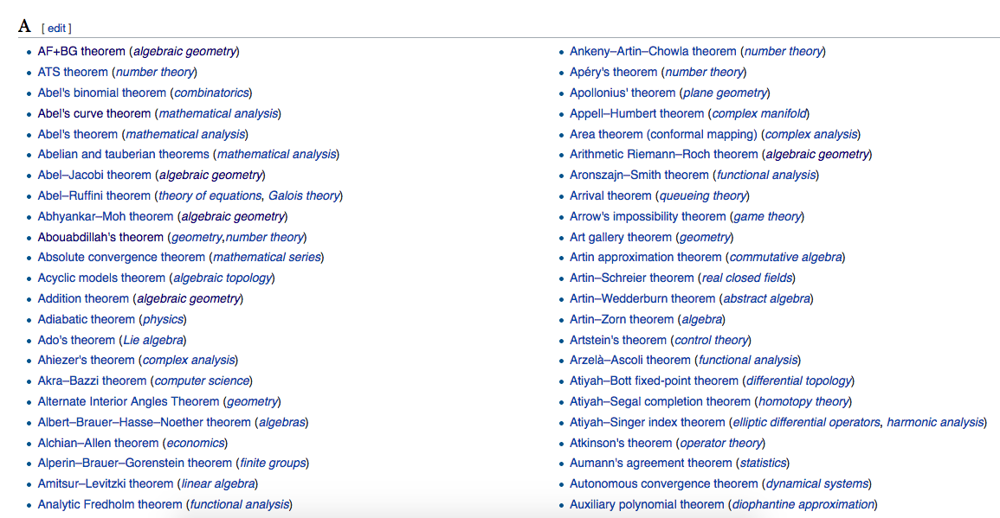 A [ edit ]
AF+BG theorem (algebraic geometry)
ATS theorem (number theory)
Abel's binomial theorem (combinatorics)
Abel's curve theorem (mathematical analysis)
Abel's theorem (mathematical analysis)
Abelian and tauberian theorems (mathematical analysis)
Abel–Jacobi theorem (algebraic geometry)
Abel–Ruffini theorem (theory of equations, Galois theory)
Abhyankar–Moh theorem (algebraic geometry)
Abouabdillah's theorem (geometry,number theory)
Absolute convergence theorem (mathematical series)
Acyclic models theorem (algebraic topology)
Addition theorem (algebraic geometry)
Adiabatic theorem (physics)
Ado's theorem (Lie algebra)
Ahiezer's theorem (complex analysis)
Akra–Bazzi theorem (computer science)
Alternate Interior Angles Theorem (geometry)
Albert–Brauer–Hasse–Noether theorem (algebras)
Alchian–Allen theorem (economics)
Alperin–Brauer–Gorenstein theorem (finite groups)
Amitsur–Levitzki theorem (linear algebra)
Analytic Fredholm theorem (functional analysis)
Ankeny–Artin–Chowla theorem (number theory)
Apéry's theorem (number theory)
Apollonius' theorem (plane geometry)
Appell–Humbert theorem (complex manifold)
Area theorem (conformal mapping) (complex analysis)
Arithmetic Riemann–Roch theorem (algebraic geometry)
Aronszajn–Smith theorem (functional analysis)
Arrival theorem (queueing theory)
Arrow's impossibility theorem (game theory)
Art gallery theorem (geometry)
Artin approximation theorem (commutative algebra)
Artin–Schreier theorem (real closed fields)
Artin–Wedderburn theorem (abstract algebra)
Artin–Zorn theorem (algebra)
Artstein's theorem (control theory)
Arzelà–Ascoli theorem (functional analysis)
Atiyah–Bott fixed-point theorem (differential topology)
Atiyah–Segal completion theorem (homotopy theory)
Atiyah–Singer index theorem (elliptic differential operators, harmonic analysis)
Atkinson's theorem (operator theory)
Aumann's agreement theorem (statistics)
Autonomous convergence theorem (dynamical systems)
Auxiliary polynomial theorem (diophantine approximation)